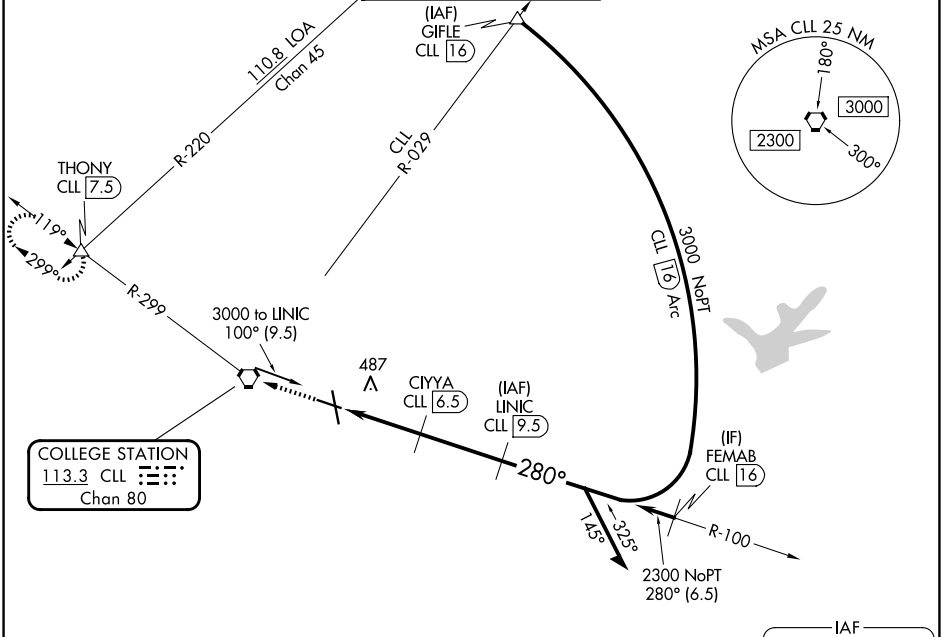 (IAF)
GIFLE
CLL 16
MSA CLL 25 NM
180°
3000
2300
300°
110.8 LOA
Chan 45
R-220
CLL
R-029
THONY
CLL 7.5
119°
299°
R-299
3000 NoPT
CLL 16 Arc
3000 to LINIC
100° (9.5)
487
CIYYA
CLL 6.5
(IAF)
LINIC
CLL 9.5
280°
(IF)
FEMAB
CLL 16
COLLEGE STATION
113.3 CLL
Chan 80
145°
325°
R-100
2300 NoPT
280° (6.5)
IAF